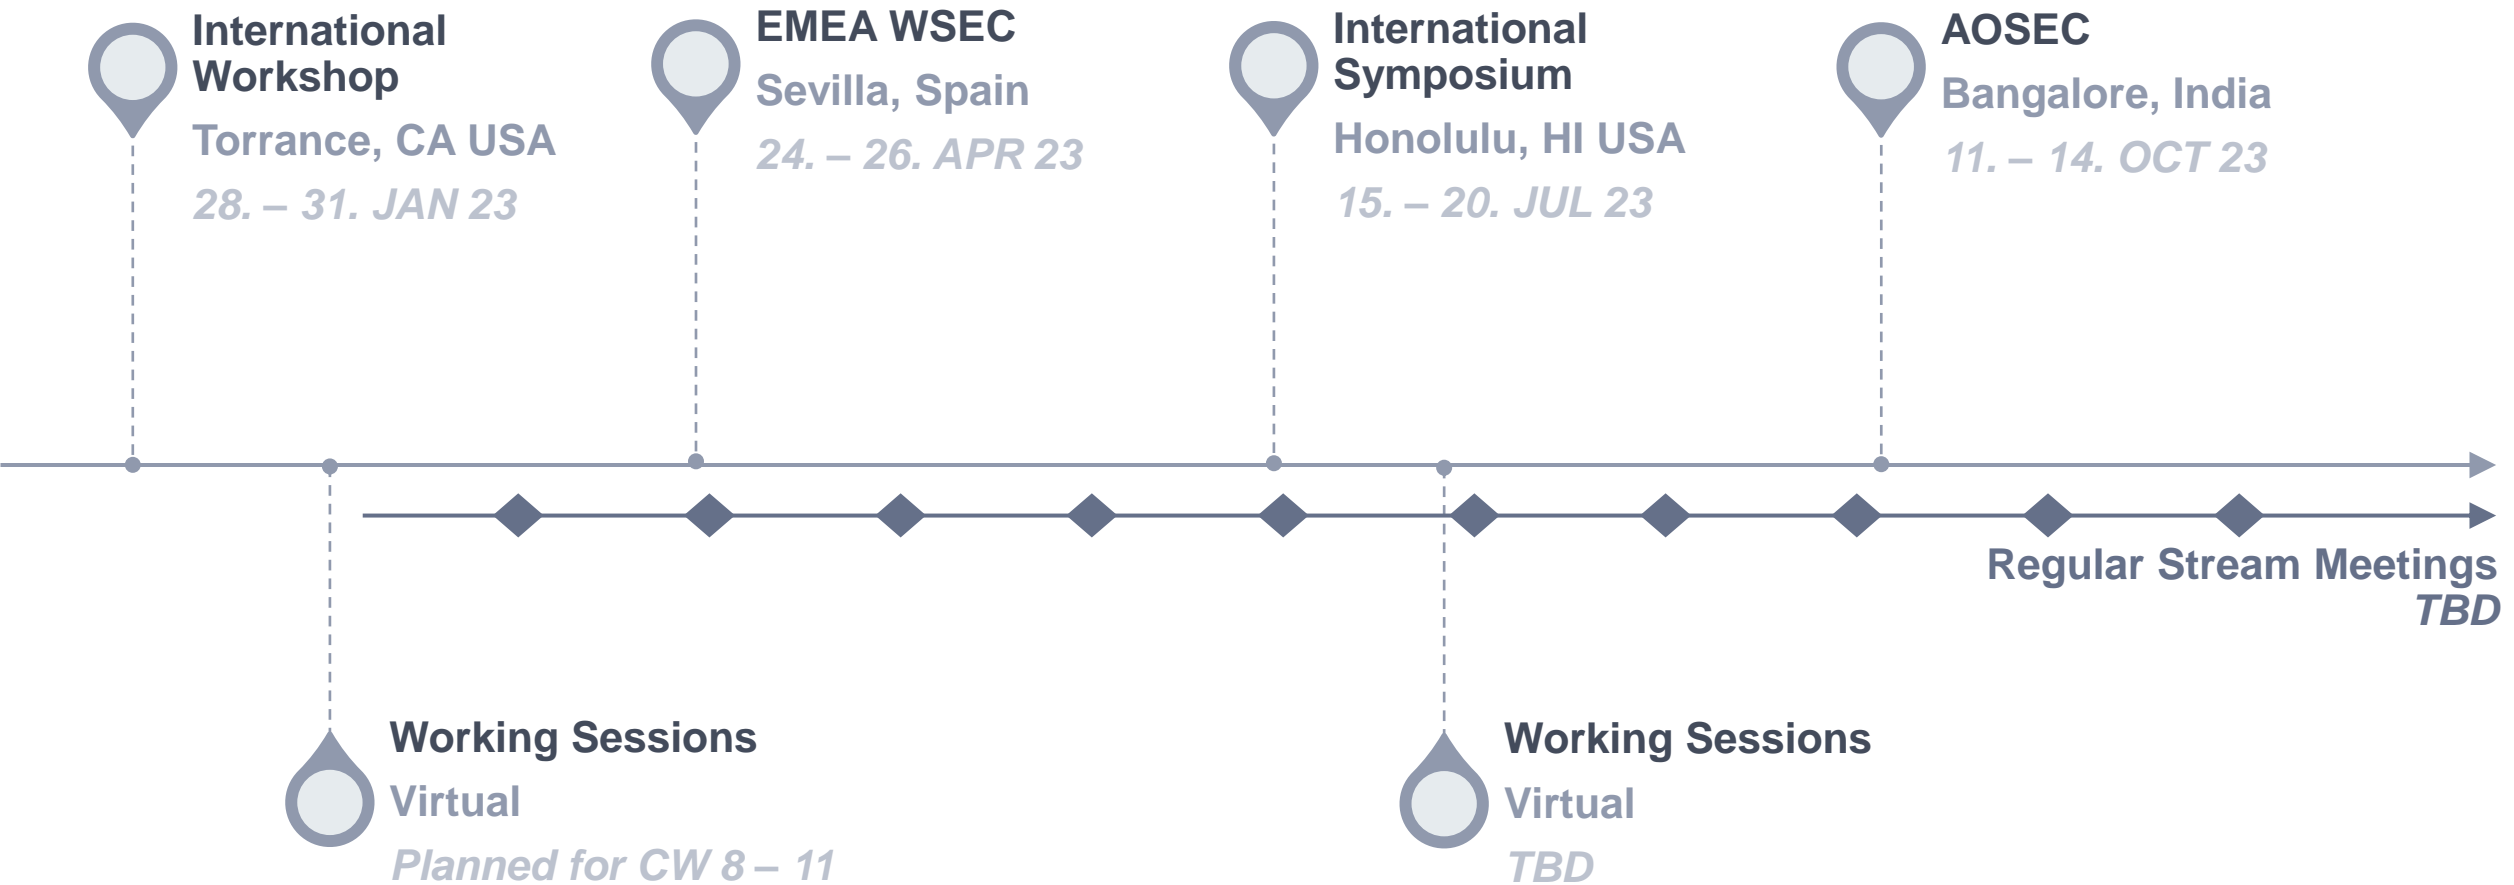 International
Workshop
Torrance, CA USA
28. – 31. JAN 23
EMEA WSEC
Sevilla, Spain
24. – 26. APR 23
International
Symposium
Honolulu, HI USA
15. – 20. JUL 23
AOSEC
Bangalore, India
11. – 14. OCT 23
Regular Stream Meetings
TBD
Working Sessions
Virtual
Planned for CW 8 – 11
Working Sessions
Virtual
TBD